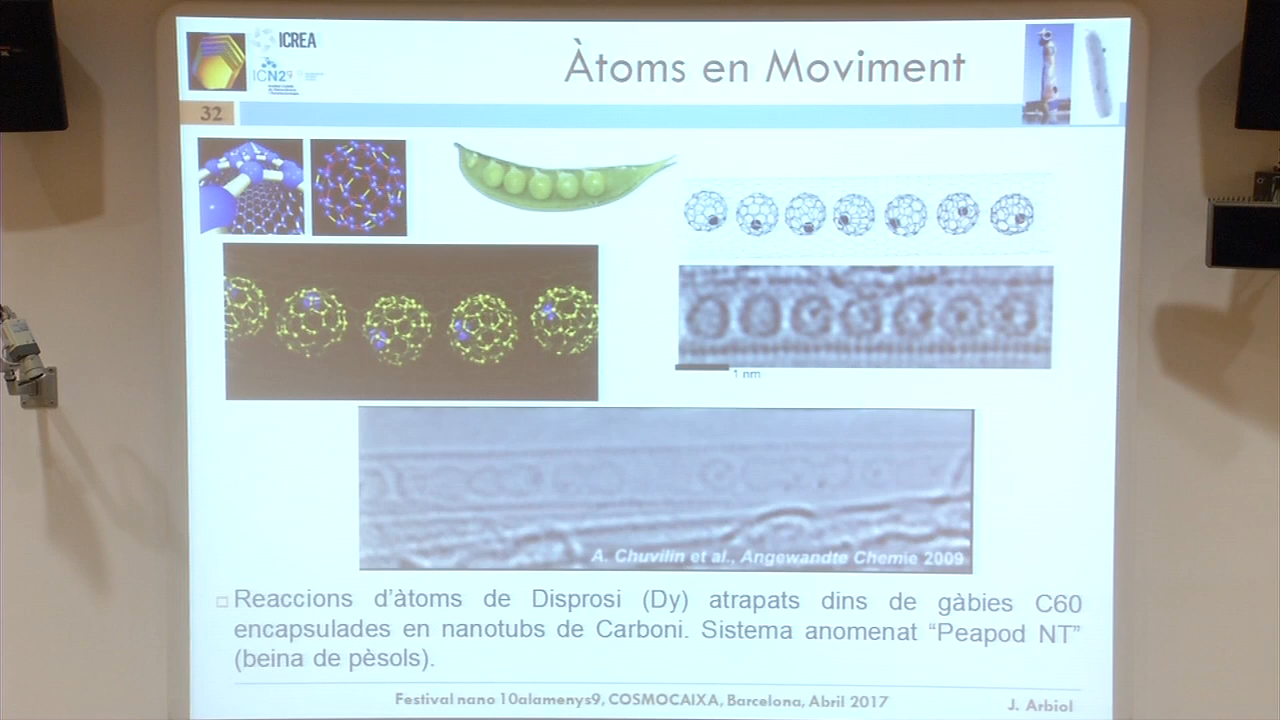 ICREA
ICN2
Àtoms en Moviment
32
1 nm
A. Chuvilin et al., Angewandte Chemie 2009
Reaccions d'àtoms de Disprosi (Dy) atrapats dins de gàbies C60
encapsulades en nanotubs de Carboni. Sistema anomenat “Peapod NT”
(beina de pèsols).
Festival nano 10alamenys9, COSMOCAIXA, Barcelona, Abril 2017
J. Arbiol